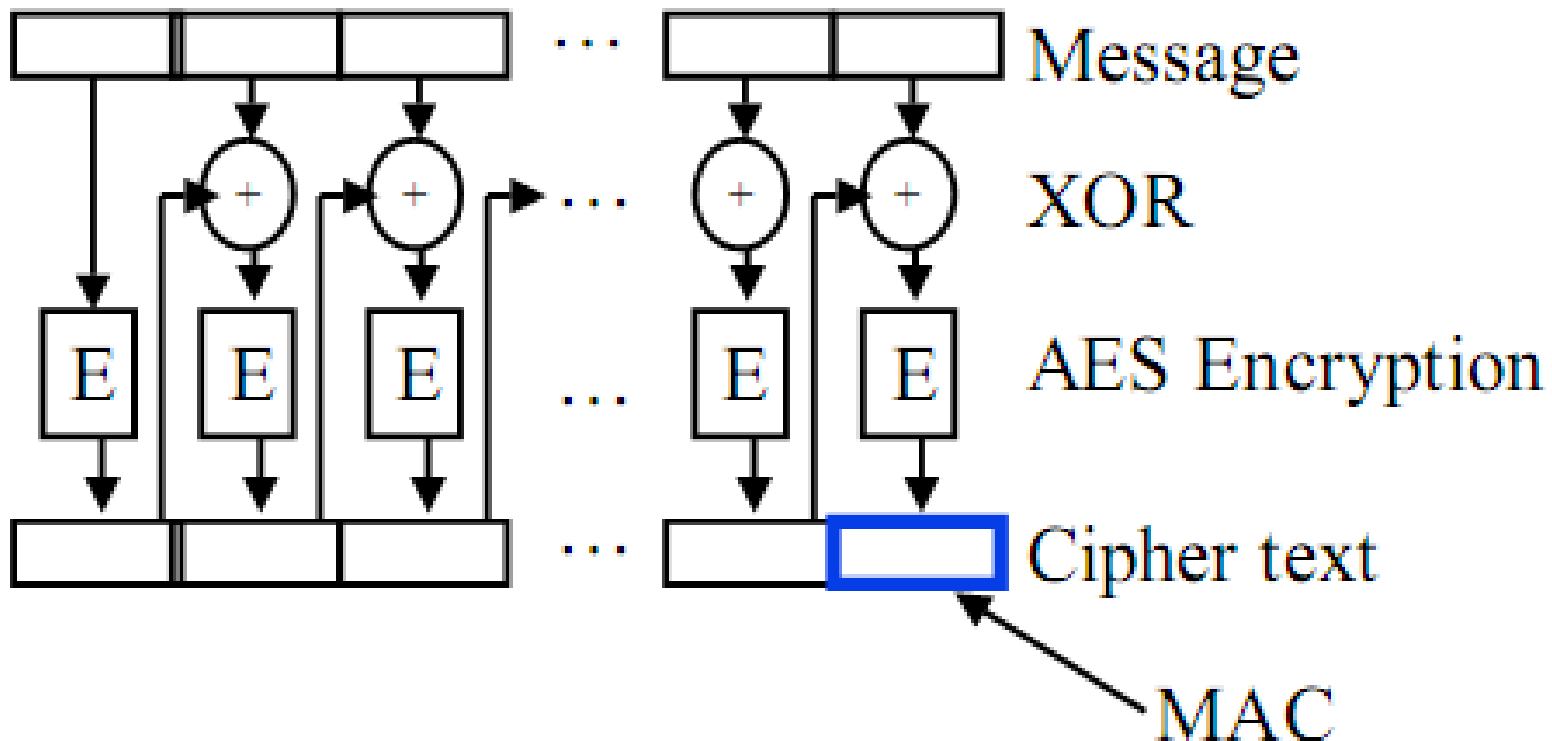 ... Message
+ + + + ... XOR
E E E E E ... AES Encryption
... Cipher text
MAC